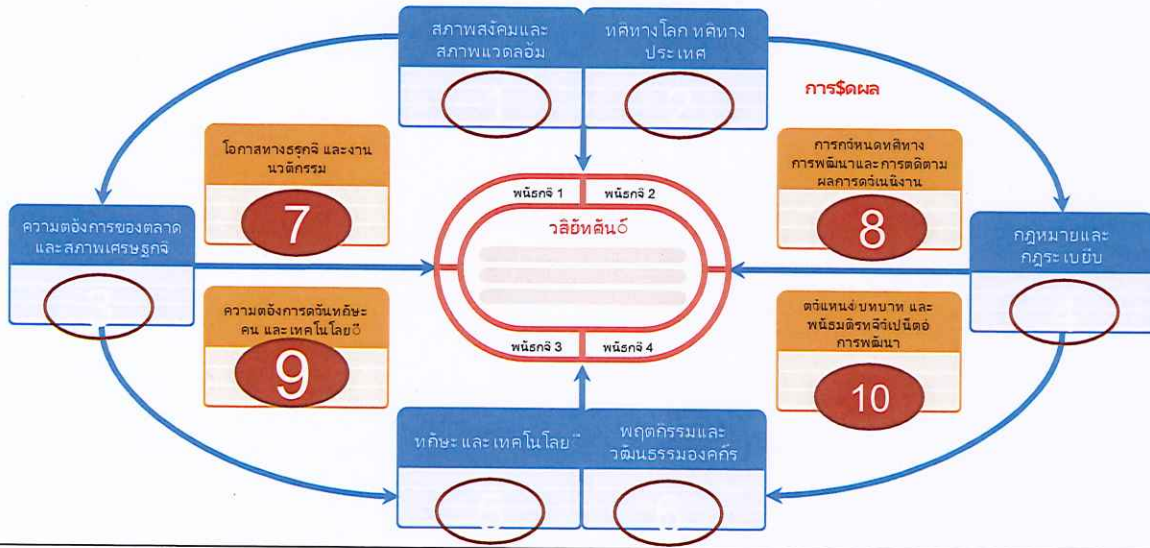 สภาพสังคมและ
สภาพแวดลอ้ม
ทศิทางโลก ทศิทาง
ประเทศ
การ$ดผล
โอกาสทางธรุกจิ และงาน
นวตักรรม
7
การกวํหนดทศิทาง
การพฒันาและการตดิตาม
ผลการดวํเนนิงาน
8
พนัธกจิ 1
พนัธกจิ 2
วสิยัทศัน์
ความตอ้งการของตลาด
และสภาพเศรษฐกจิ
กฎหมายและ
กฎระเบยีบ
ความตอ้งการดวันทกัษะ
คน และเทคโนโลยี
9
ตวํแหนง่บทบาท และ
พนัธมติรทจีวํเปน็ตอ่
การพฒันา
10
พนัธกจิ 3
พนัธกจิ 4
ทกัษะ และเทคโนโลยี
พฤตกิรรมและ
วฒันธรรมองคก์ร